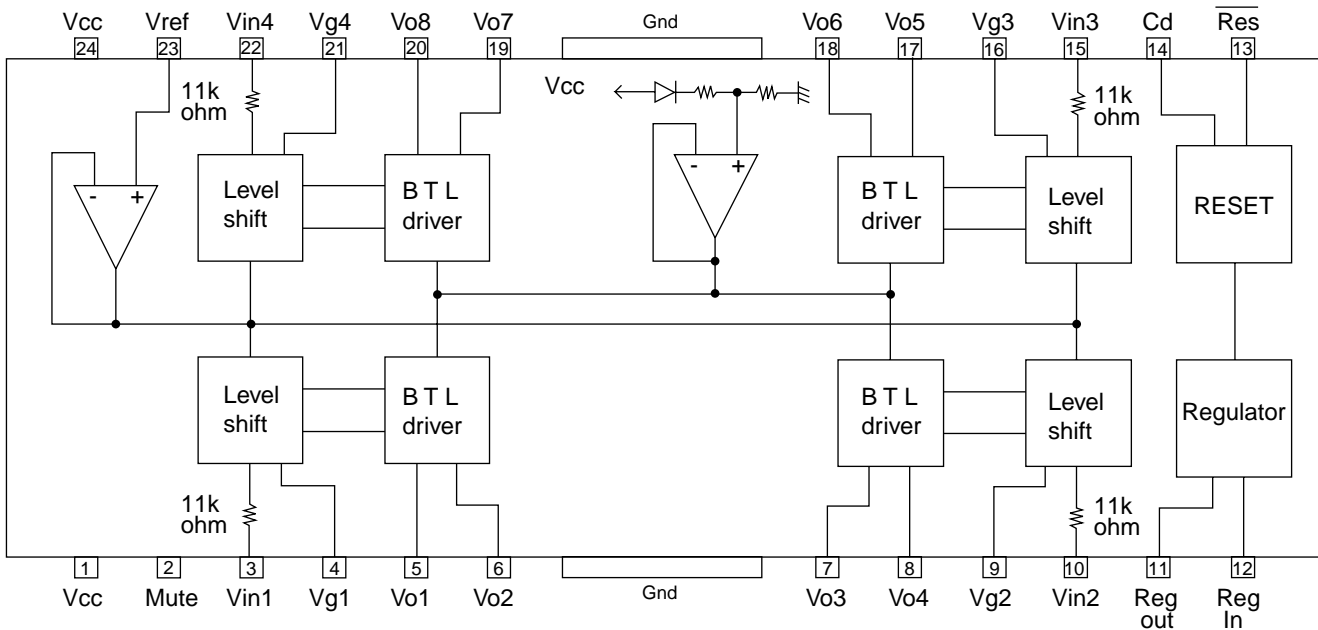 Vcc Vref Vin4 Vg4 Vo8 Vo7 Gnd Vo6 Vo5 Vg3 Vin3 Cd Res
24 23 22 21 20 19 18 17 16 15 14 13
11k
ohm
Vcc
11k
ohm
- +
Level
shift
B T L
driver
- +
B T L
driver
Level
shift
RESET
Level
shift
B T L
driver
B T L
driver
Level
shift
Regulator
11k
ohm
11k
ohm
1 2 3 4 5 6 7 8 9 10 11 12
Vcc Mute Vin1 Vg1 Vo1 Vo2 Gnd Vo3 Vo4 Vg2 Vin2 Reg Reg
out In